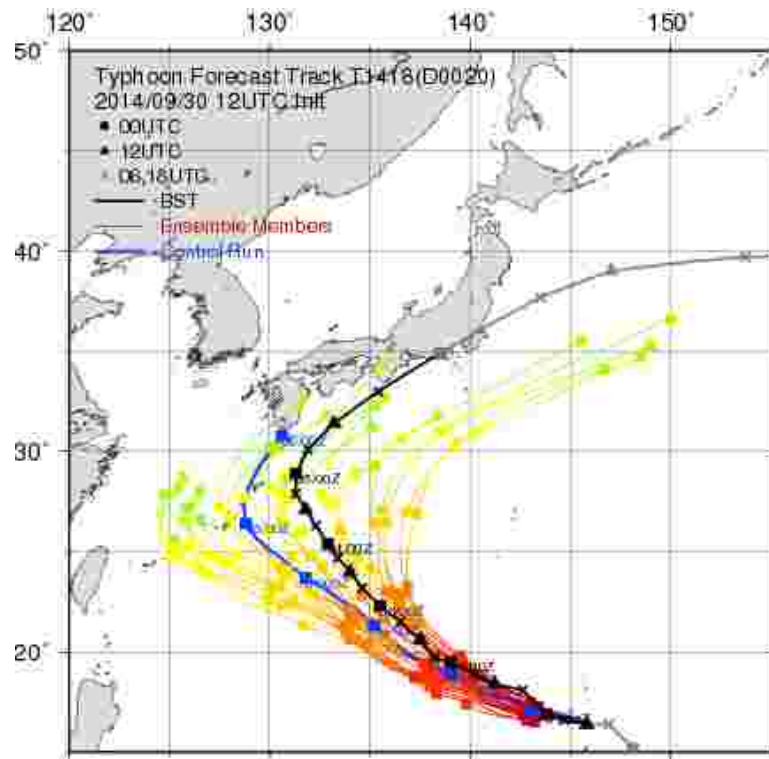 120° 130° 140° 150°
50°
Typhoon Forecast Track T1418(D0020)
2014/09/30 12UTC Init
00UTC
12UTC
06,18UTC
BST
Ensemble Members
Control Run
40°
30°
20°